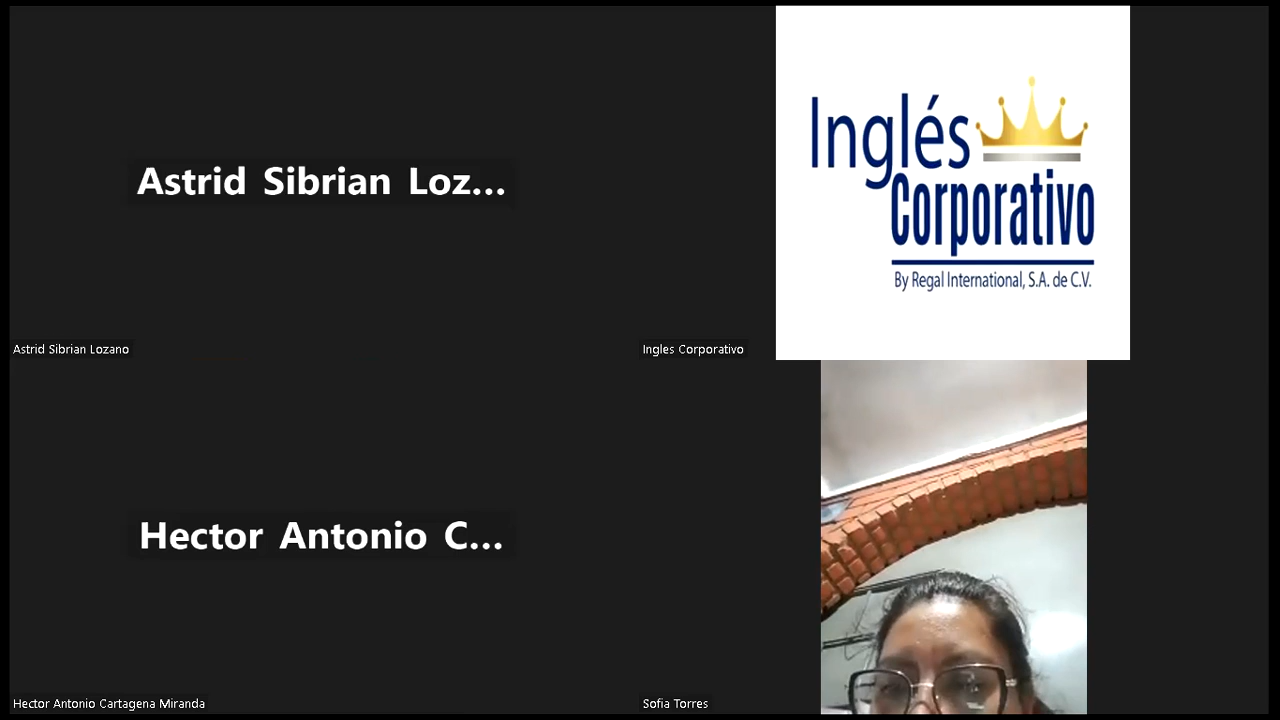 Astrid Sibrian Loz...
Astrid Sibrian Lozano
Inglés
Corporativo
By Regal International, S.A. de C.V.
Ingles Corporativo
Hector Antonio C...
Hector Antonio Cartagena Miranda
Sofia Torres